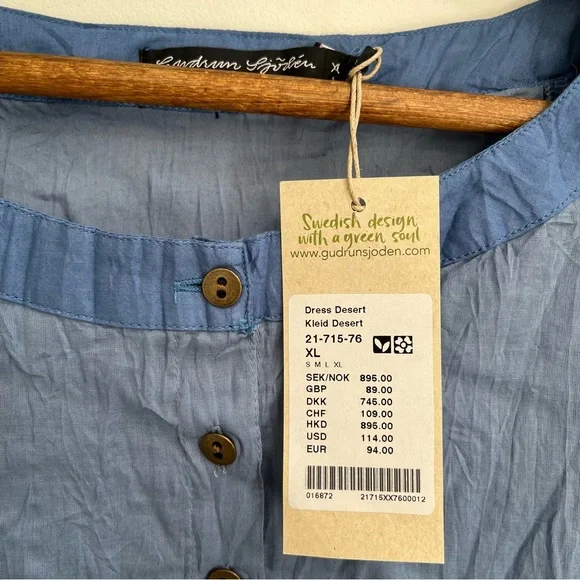 Gudrun Sjödén XL
Swedish design
with a green soul
www.gudrunsjoden.com
Dress Desert
Kleid Desert
21-715-76
XL
S M L XL
SEK/NOK 895.00
GBP 89.00
DKK 745.00
CHF 109.00
HKD 895.00
USD 114.00
EUR 94.00
016872 21715XX7600012